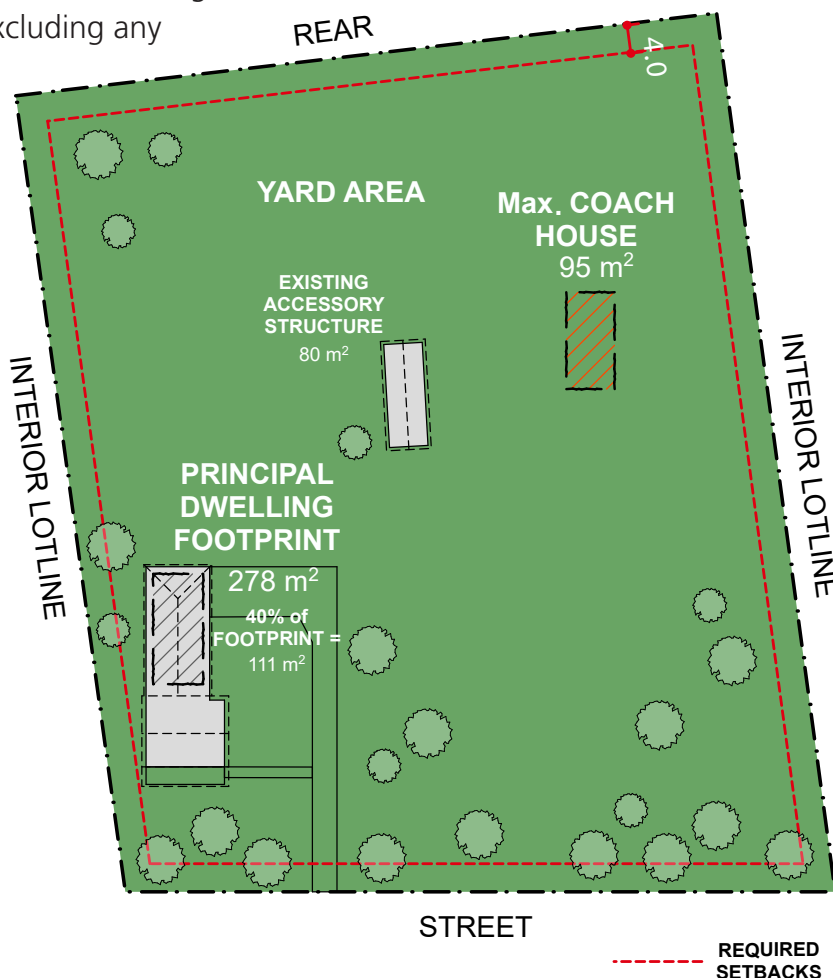 xcluding any
REAR
4.0
YARD AREA
Max. COACH
HOUSE
95 m²
EXISTING
ACCESSORY
STRUCTURE
80 m²
INTERIOR LOTLINE
INTERIOR LOTLINE
PRINCIPAL
DWELLING
FOOTPRINT
278 m²
40% of
FOOTPRINT =
111 m²
STREET
REQUIRED
SETBACKS